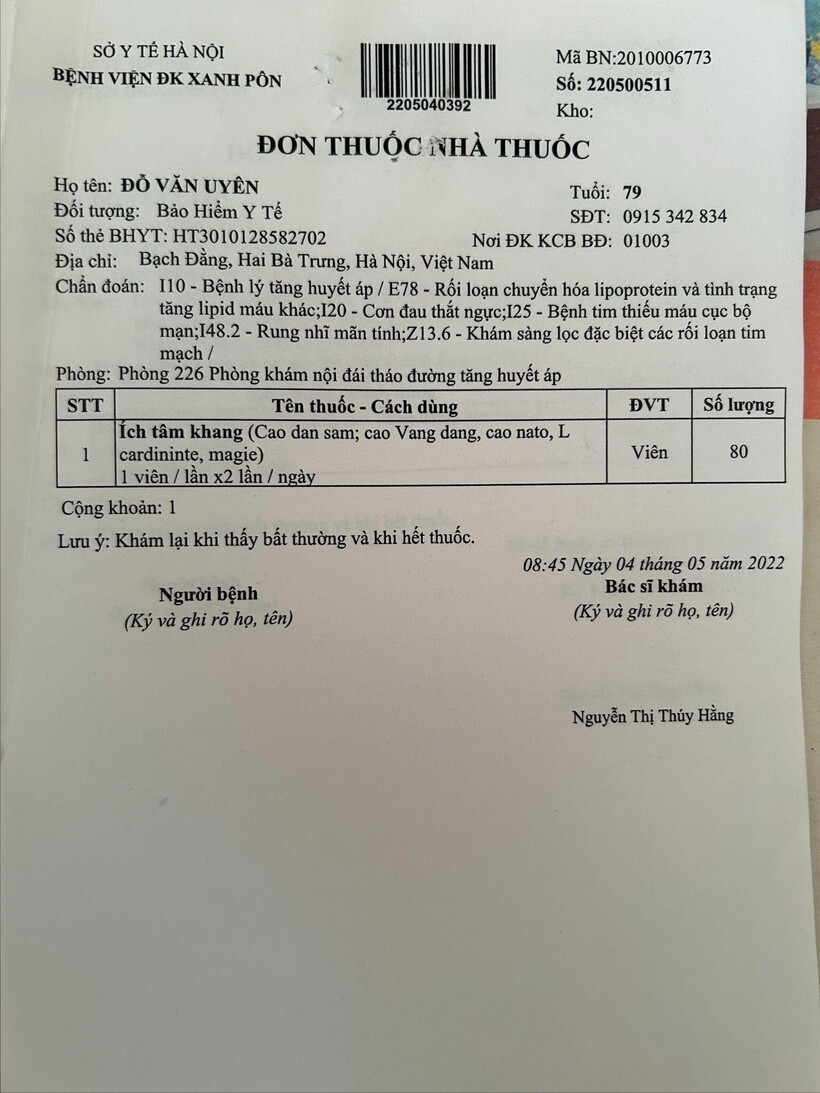 SỞ Y TẾ HÀ NỘI
BỆNH VIỆN ĐK XANH PÔN
2205040392
Mã BN:2010006773
Số: 220500511
Kho:
ĐƠN THUỐC NHÀ THUỐC
Họ tên: ĐỖ VĂN UYÊN
Tuổi: 79
Đối tượng: Bảo Hiểm Y Tế
SĐT: 0915 342 834
Số thẻ BHYT: HT3010128582702
Nơi ĐK KCB BĐ: 01003
Địa chỉ: Bạch Đằng, Hai Bà Trưng, Hà Nội, Việt Nam
Chẩn đoán: I10 - Bệnh lý tăng huyết áp / E78 - Rối loạn chuyển hóa lipoprotein và tình trạng
tăng lipid máu khác;I20 - Cơn đau thắt ngực;I25 - Bệnh tim thiếu máu cục bộ
mạn;I48.2 - Rung nhĩ mãn tính;Z13.6 - Khám sàng lọc đặc biệt các rối loạn tim
mạch /
Phòng: Phòng 226 Phòng khám nội đái tháo đường tăng huyết áp
STT Tên thuốc - Cách dùng ĐVT Số lượng
1 Ích tâm khang (Cao dan sam; cao Vang dang, cao nato, L
cardininte, magie) Viên 80
1 viên / lần x2 lần / ngày
Cộng khoản: 1
Lưu ý: Khám lại khi thấy bất thường và khi hết thuốc.
08:45 Ngày 04 tháng 05 năm 2022
Người bệnh
(Ký và ghi rõ họ, tên)
Bác sĩ khám
(Ký và ghi rõ họ, tên)
Nguyễn Thị Thúy Hằng